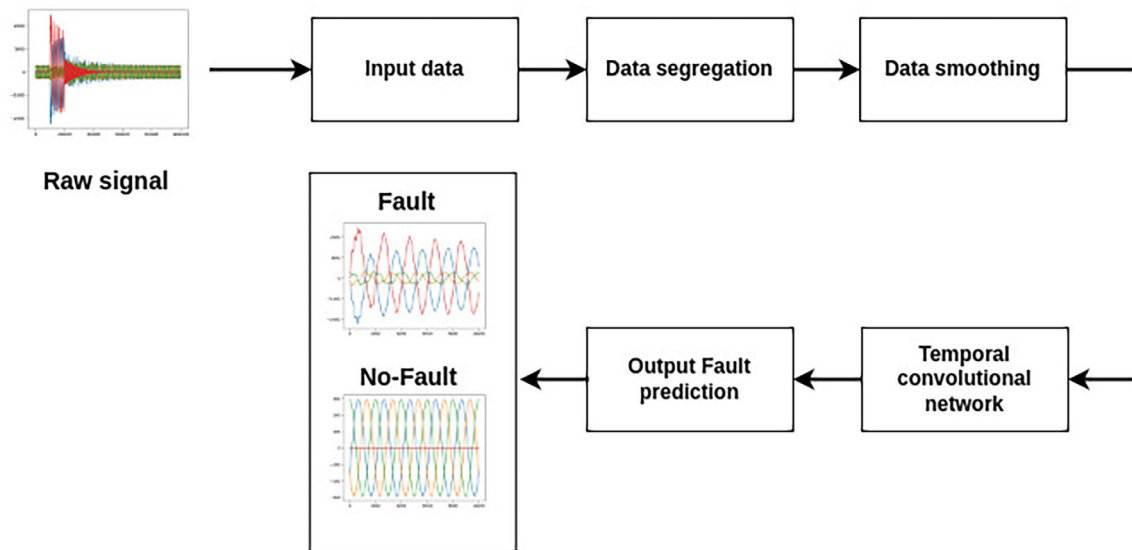 Input data
Data segregation
Data smoothing
Raw signal
Fault
No-Fault
Output Fault
prediction
Temporal
convolutional
network